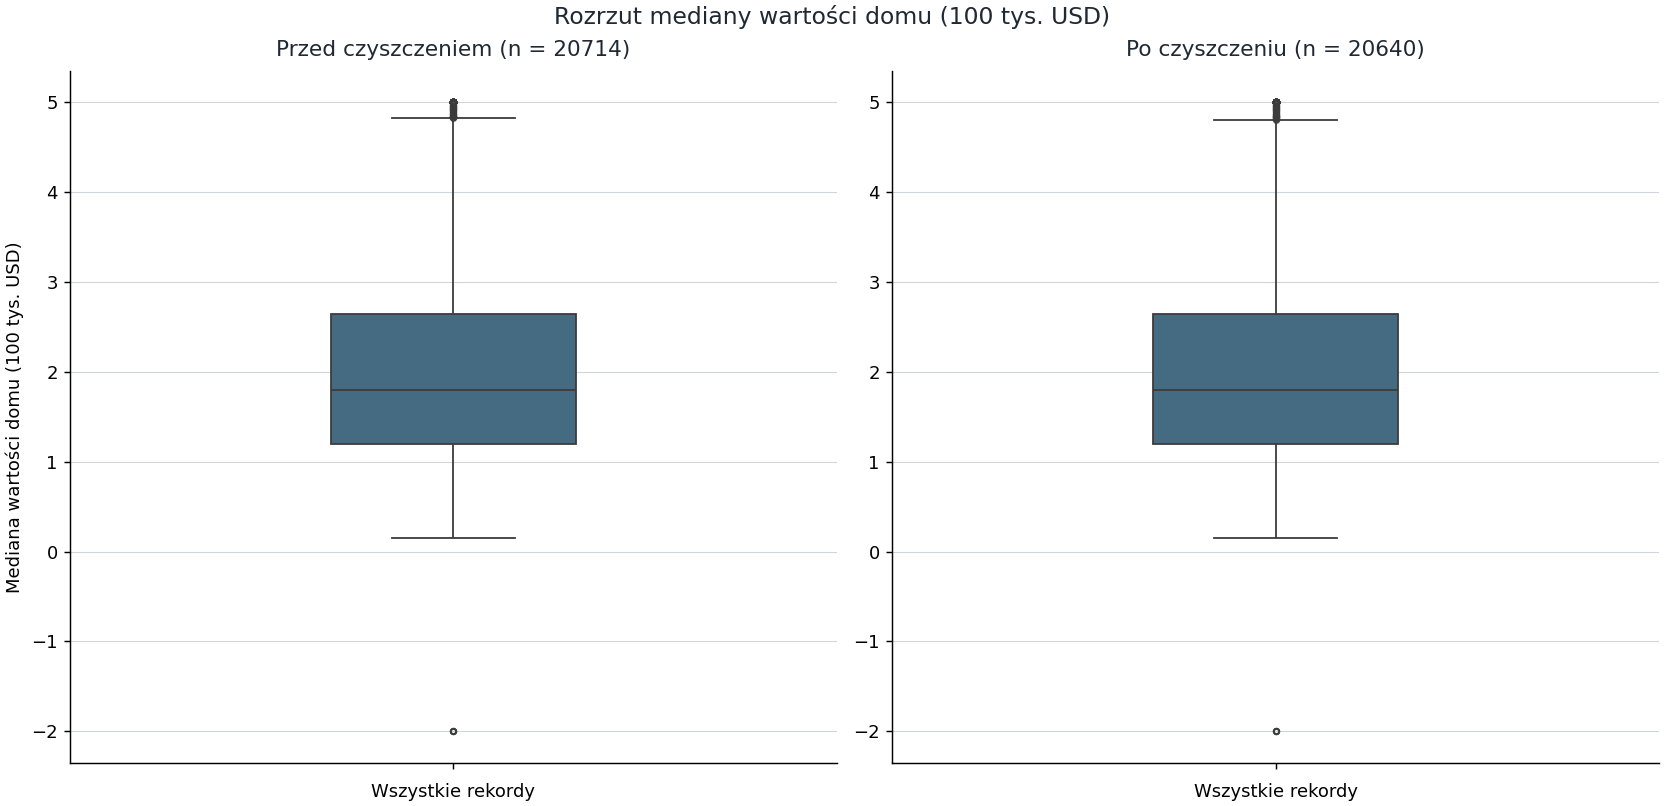 Rozrzut mediany wartości domu (100 tys. USD)
Przed czyszczeniem (n = 20714)
Po czyszczeniu (n = 20640)
Mediana wartości domu (100 tys. USD)
5
4
3
2
1
0
−1
−2
Wszystkie rekordy
5
4
3
2
1
0
−1
−2
Wszystkie rekordy